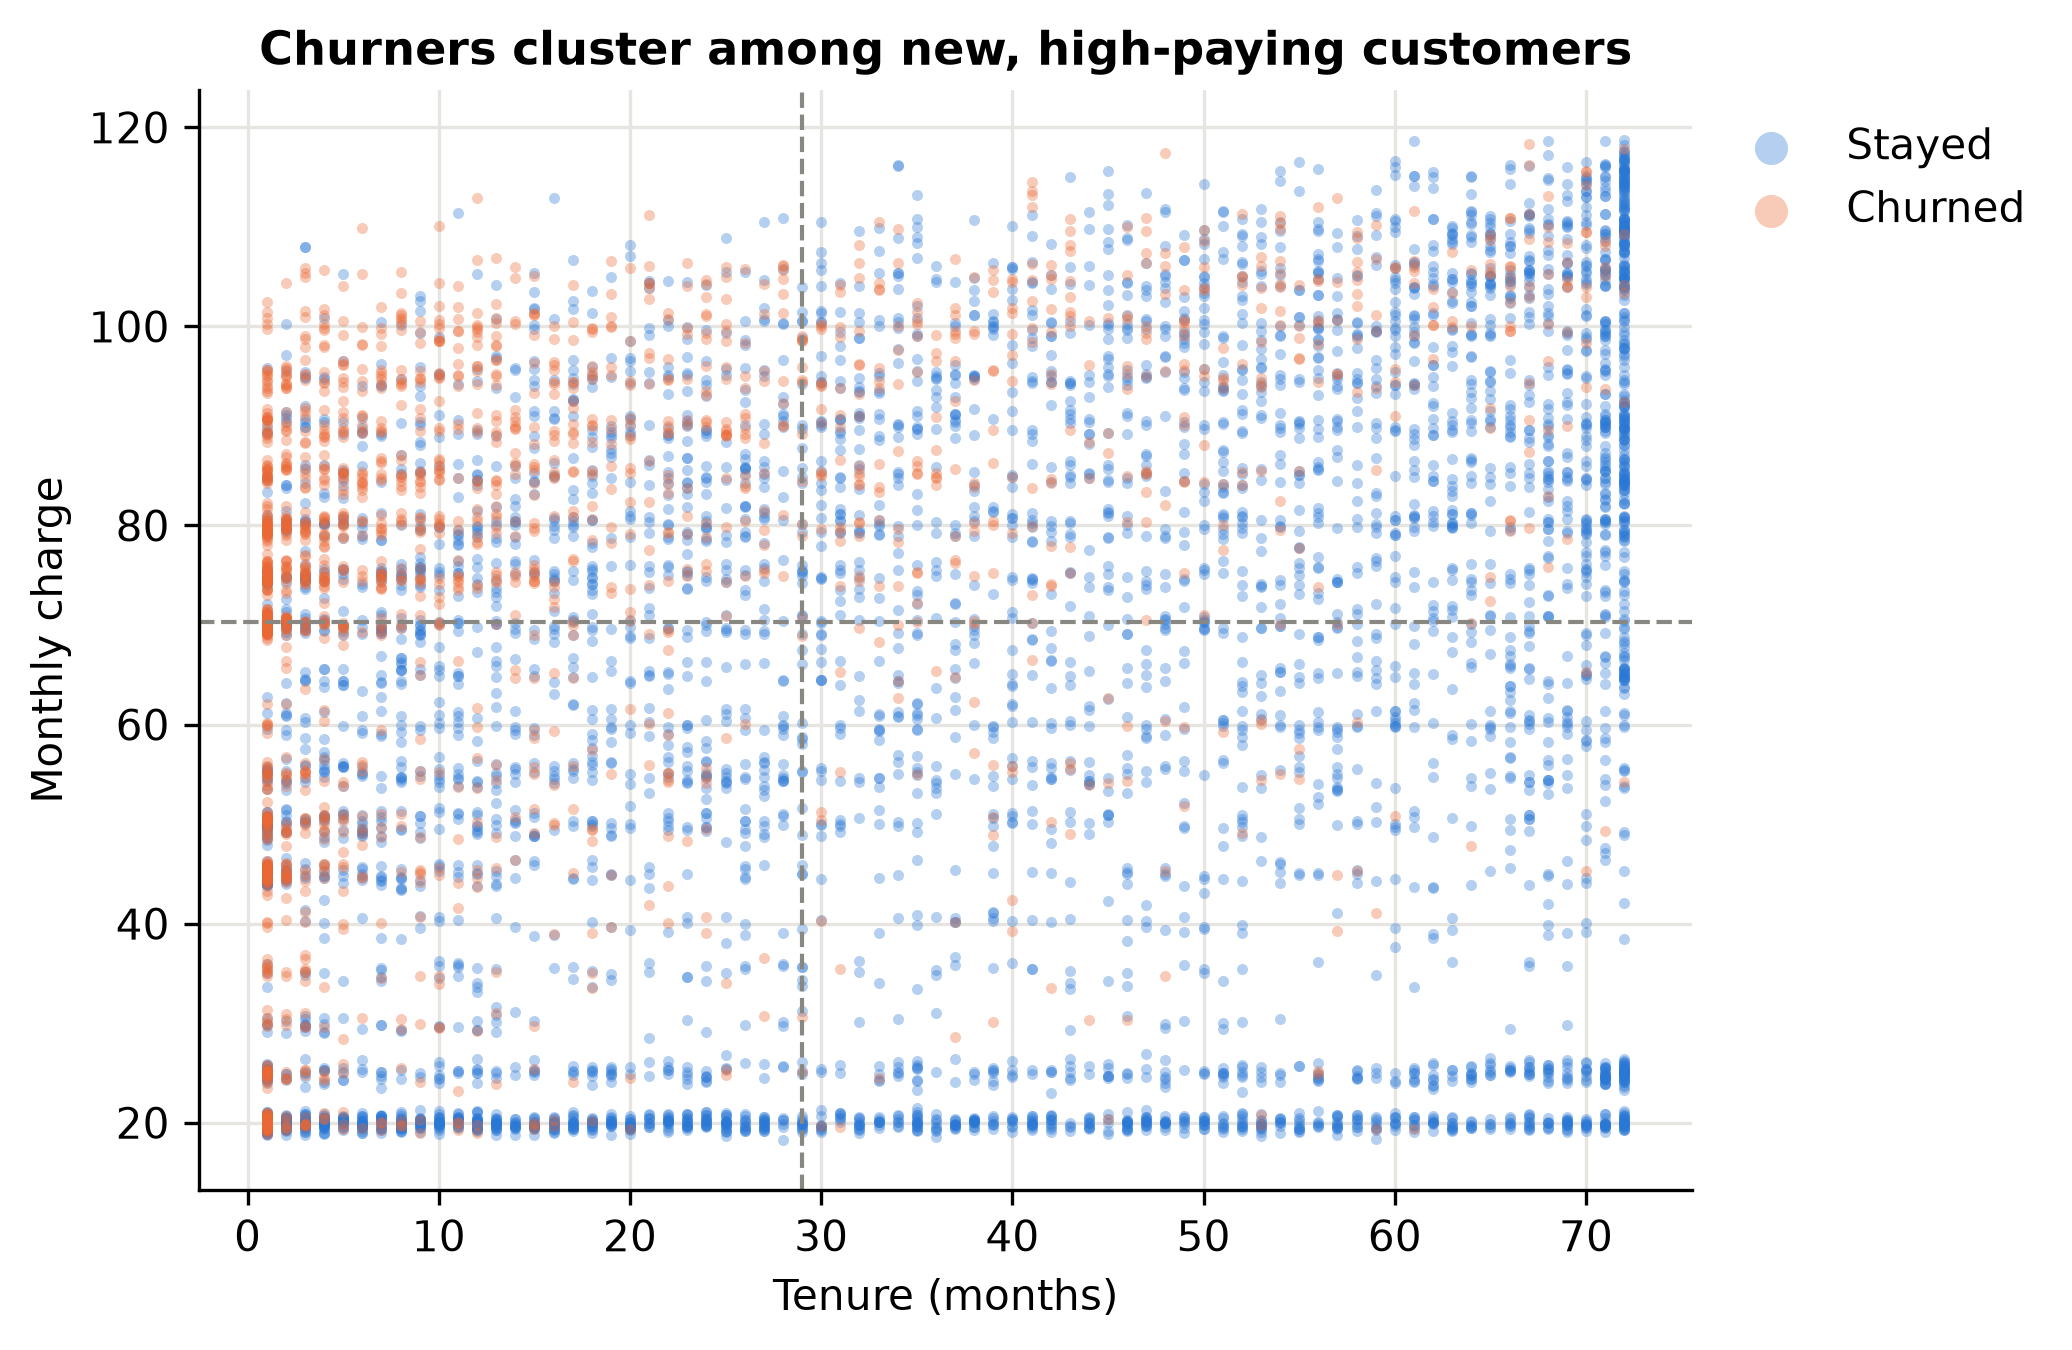 Churners cluster among new, high-paying customers
120
100
80
60
40
20
Monthly charge
0 10 20 30 40 50 60 70
Tenure (months)
Stayed
Churned